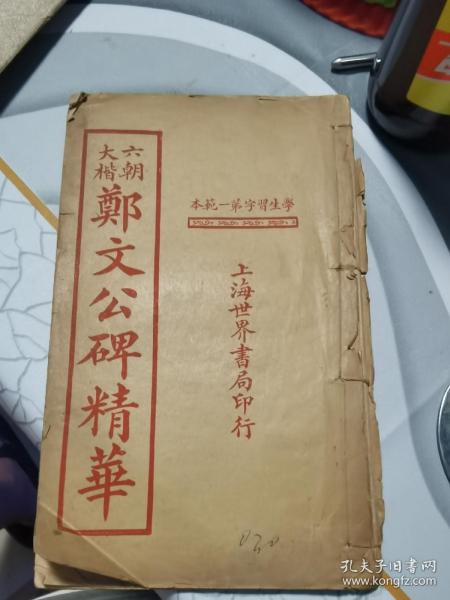 學生習字第一範本
上海世界書局印行
六朝
大楷
鄭文公碑精華
孔夫子旧书网
www.kongfz.com